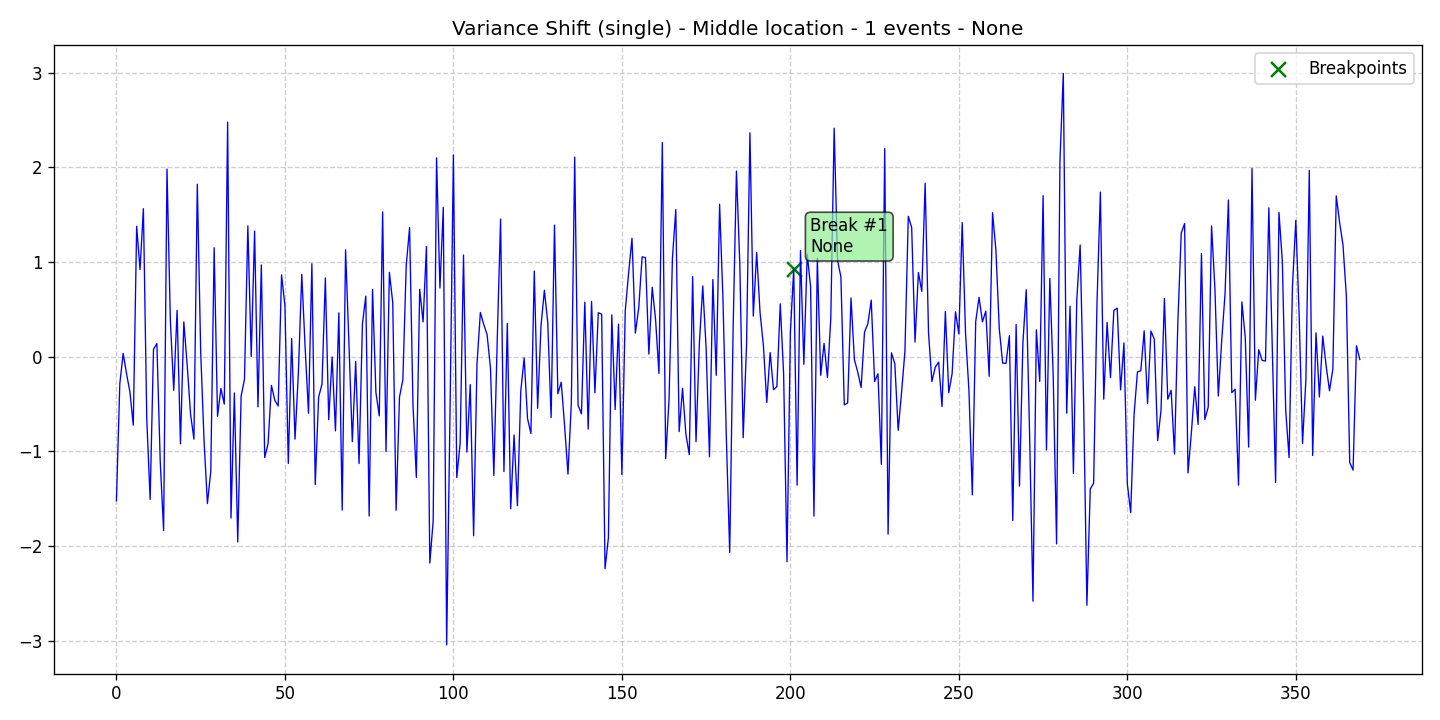 Variance Shift (single) - Middle location - 1 events - None
Breakpoints
Break #1
None
3
2
1
0
−1
−2
−3
0 50 100 150 200 250 300 350